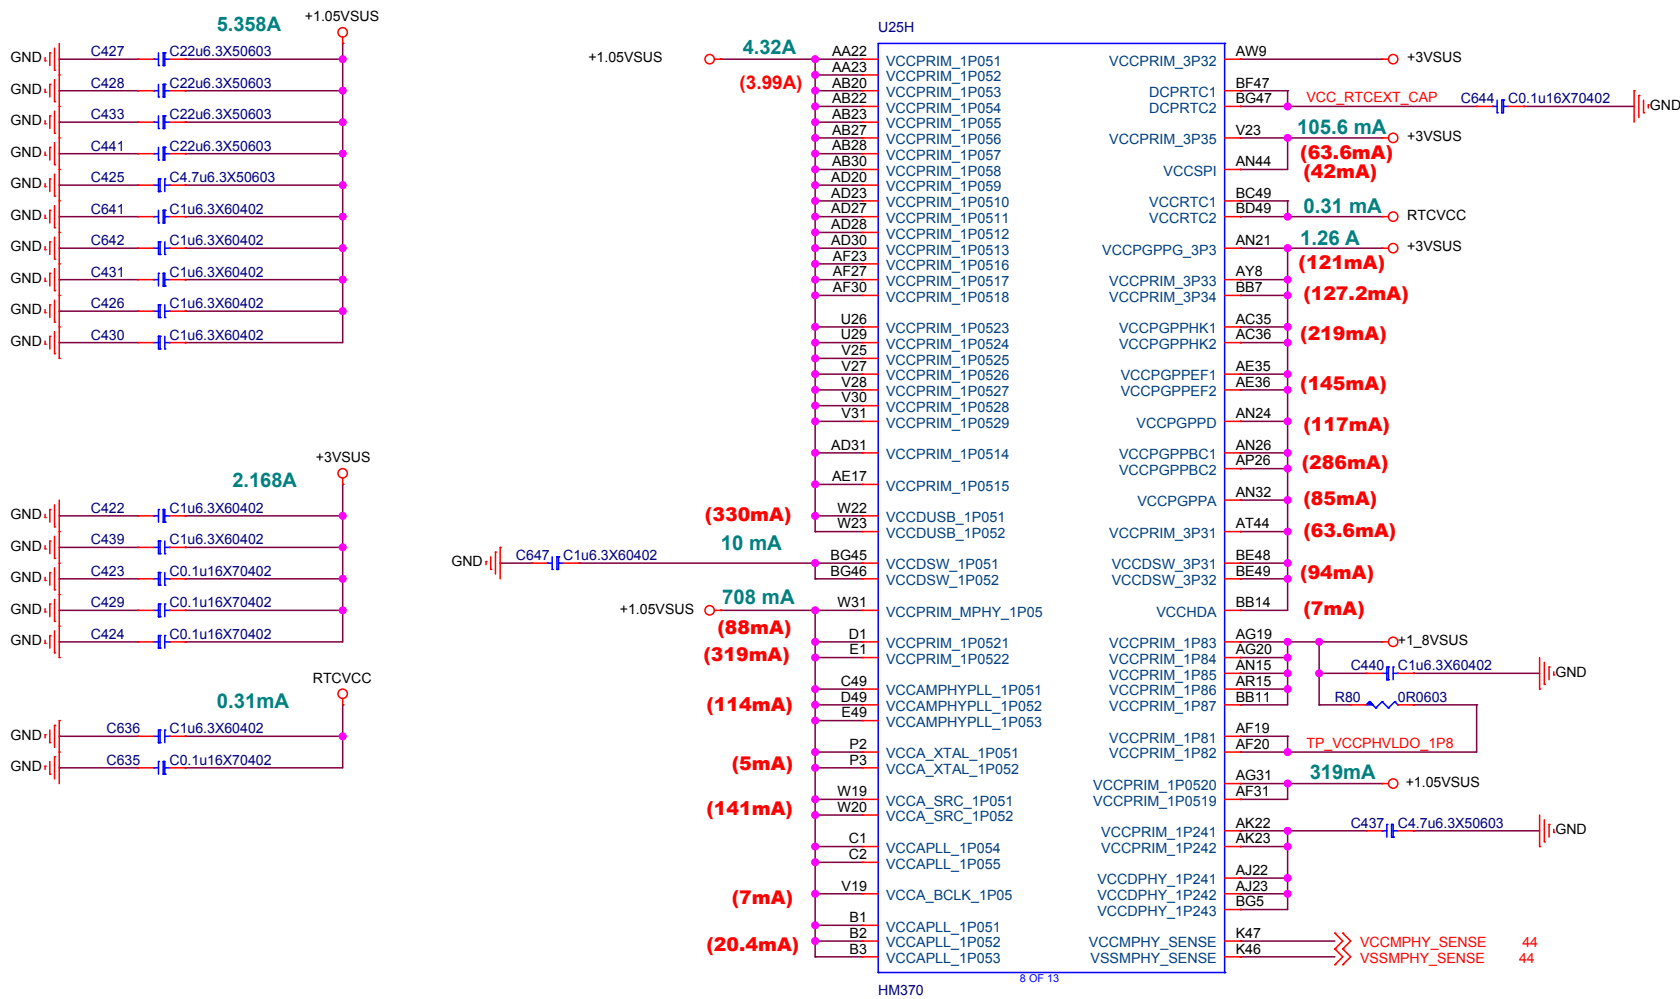 5.358A
+1.05VSUS
GND C427 C22u6.3X50603
GND C428 C22u6.3X50603
GND C433 C22u6.3X50603
GND C441 C22u6.3X50603
GND C425 C4.7u6.3X50603
GND C641 C1u6.3X60402
GND C642 C1u6.3X60402
GND C431 C1u6.3X60402
GND C426 C1u6.3X60402
GND C430 C1u6.3X60402
+3VSUS
2.168A
GND C422 C1u6.3X60402
GND C439 C1u6.3X60402
GND C423 C0.1u16X70402
GND C429 C0.1u16X70402
GND C424 C0.1u16X70402
RTCVCC
0.31mA
GND C636 C1u6.3X60402
GND C635 C0.1u16X70402
U25H
+1.05VSUS 4.32A
(3.99A)
AA22 VCCPRIM_1P051
AA23 VCCPRIM_1P052
AB20 VCCPRIM_1P053
AB22 VCCPRIM_1P054
AB23 VCCPRIM_1P055
AB27 VCCPRIM_1P056
AB28 VCCPRIM_1P057
AB30 VCCPRIM_1P058
AD20 VCCPRIM_1P059
AD23 VCCPRIM_1P0510
AD27 VCCPRIM_1P0511
AD28 VCCPRIM_1P0512
AD30 VCCPRIM_1P0513
AF23 VCCPRIM_1P0516
AF27 VCCPRIM_1P0517
AF30 VCCPRIM_1P0518
U26 VCCPRIM_1P0523
U29 VCCPRIM_1P0524
V25 VCCPRIM_1P0525
V27 VCCPRIM_1P0526
V28 VCCPRIM_1P0527
V30 VCCPRIM_1P0528
V31 VCCPRIM_1P0529
AD31 VCCPRIM_1P0514
AE17 VCCPRIM_1P0515
(330mA)
W22 VCCDUSB_1P051
W23 VCCDUSB_1P052
10 mA
GND C647 C1u6.3X60402
BG45 VCCDSW_1P051
BG46 VCCDSW_1P052
+1.05VSUS 708 mA
W31 VCCPRIM_MPHY_1P05
(88mA)
D1 VCCPRIM_1P0521
(319mA)
E1 VCCPRIM_1P0522
C49 VCCAMPHYPLL_1P051
(114mA)
D49 VCCAMPHYPLL_1P052
E49 VCCAMPHYPLL_1P053
P2 VCCA_XTAL_1P051
(5mA)
P3 VCCA_XTAL_1P052
W19 VCCA_SRC_1P051
(141mA)
W20 VCCA_SRC_1P052
C1 VCCAPLL_1P054
C2 VCCAPLL_1P055
V19 VCCA_BCLK_1P05
(7mA)
B1 VCCAPLL_1P051
B2 VCCAPLL_1P052
(20.4mA)
B3 VCCAPLL_1P053
VCCPRIM_3P32 AW9 +3VSUS
DCPRTC1 BF47
DCPRTC2 BG47 VCC_RTCEXT_CAP C644 C0.1u16X70402 GND
VCCPRIM_3P35 V23 105.6 mA +3VSUS
(63.6mA)
VCCSPI AN44 (42mA)
VCCRTC1 BC49
VCCRTC2 BD49 0.31 mA RTCVCC
VCCPGPPG_3P3 AN21 1.26 A +3VSUS
(121mA)
VCCPRIM_3P33 AY8
VCCPRIM_3P34 BB7 (127.2mA)
VCCPGPPHK1 AC35
VCCPGPPHK2 AC36 (219mA)
VCCPGPPEF1 AE35
VCCPGPPEF2 AE36 (145mA)
VCCPGPPD AN24 (117mA)
VCCPGPPBC1 AN26
VCCPGPPBC2 AP26 (286mA)
VCCPGPPA AN32 (85mA)
VCCPRIM_3P31 AT44 (63.6mA)
VCCDSW_3P31 BE48
VCCDSW_3P32 BE49 (94mA)
VCCHDA BB14 (7mA)
VCCPRIM_1P83 AG19 +1_8VSUS
VCCPRIM_1P84 AG20
VCCPRIM_1P85 AN15 C440 C1u6.3X60402 GND
VCCPRIM_1P86 AR15
VCCPRIM_1P87 BB11 R80 0R0603
VCCPRIM_1P81 AF19
VCCPRIM_1P82 AF20 TP_VCCPHVLDO_1P8
VCCPRIM_1P0520 AG31 319mA +1.05VSUS
VCCPRIM_1P0519 AF31
VCCPRIM_1P241 AK22 C437 C4.7u6.3X50603 GND
VCCPRIM_1P242 AK23
VCCDPHY_1P241 AJ22
VCCDPHY_1P242 AJ23
VCCDPHY_1P243 BG5
VCCMPHY_SENSE K47 VCCMPHY_SENSE 44
VSSMPHY_SENSE K46 VSSMPHY_SENSE 44
8 OF 13
HM370